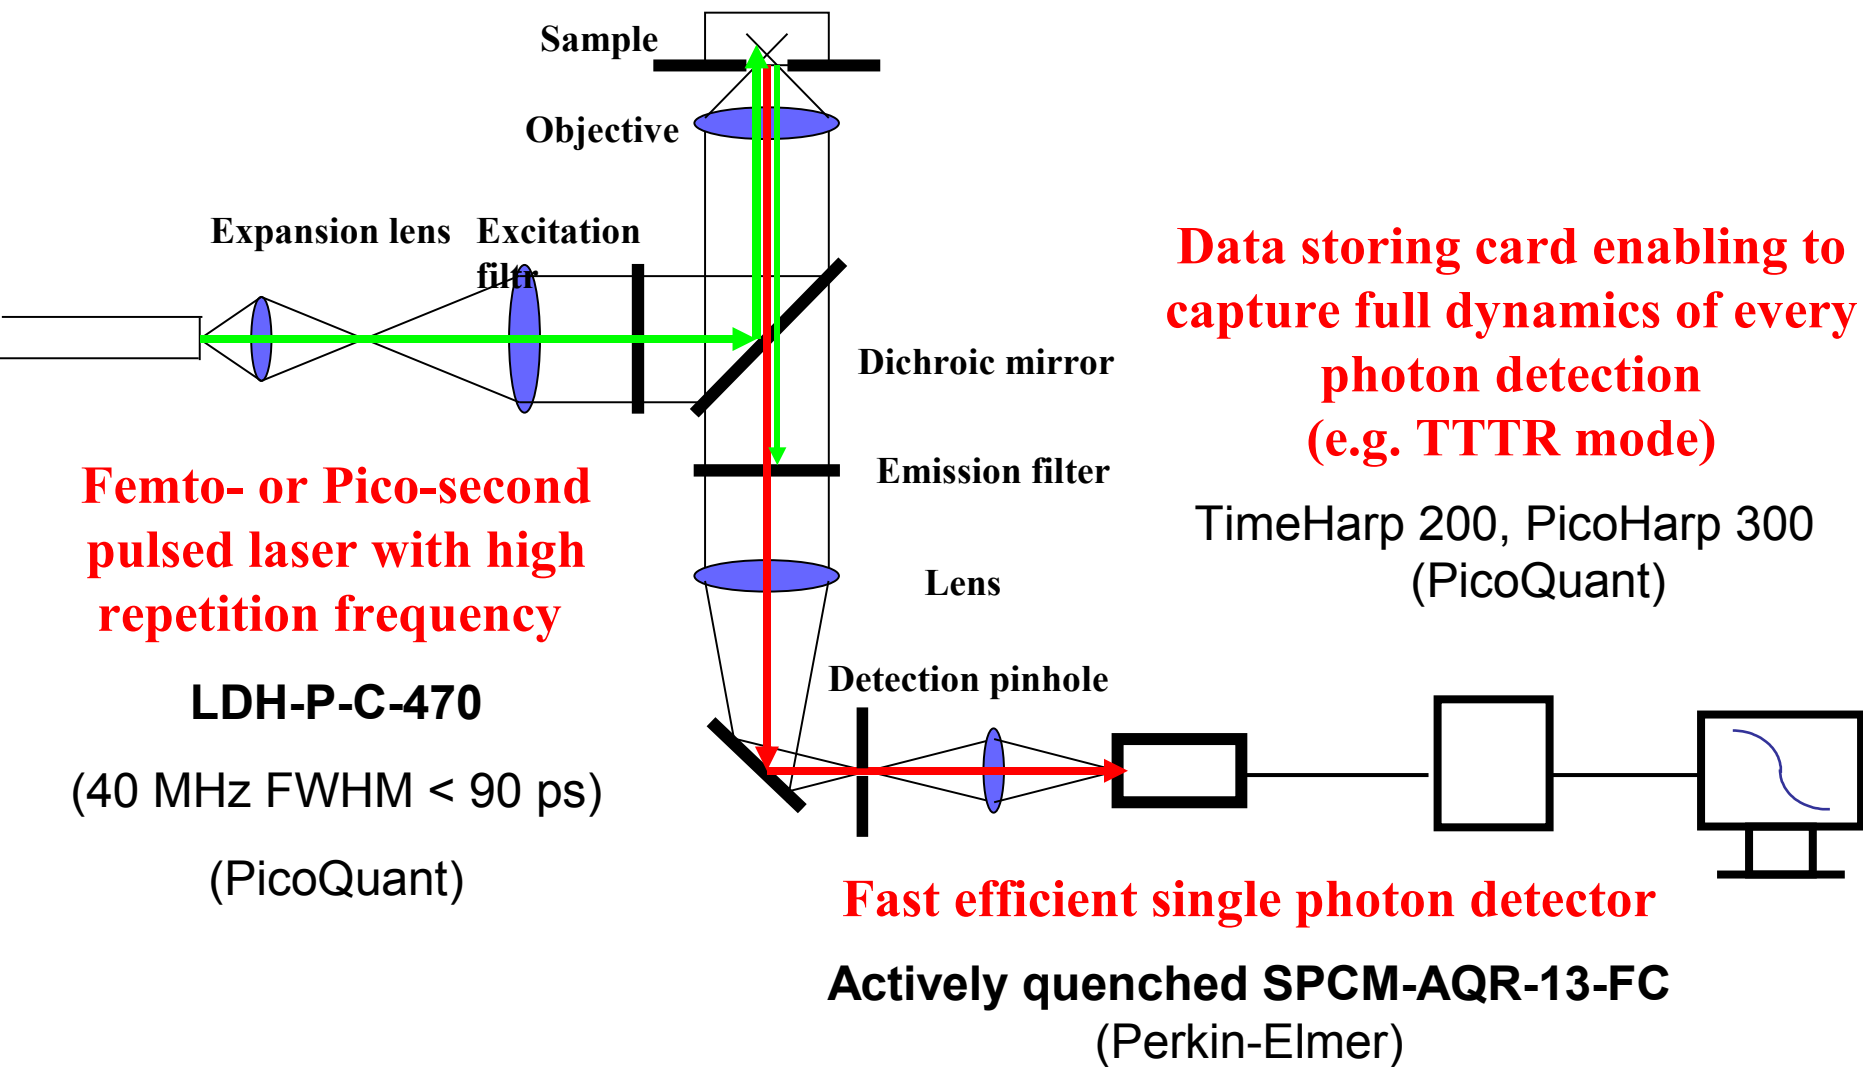 Sample
Objective
Expansion lens
Excitation
filtr
Dichroic mirror
Emission filter
Lens
Detection pinhole
Data storing card enabling to
capture full dynamics of every
photon detection
(e.g. TTTR mode)
TimeHarp 200, PicoHarp 300
(PicoQuant)
Femto- or Pico-second
pulsed laser with high
repetition frequency
LDH-P-C-470
(40 MHz FWHM < 90 ps)
(PicoQuant)
Fast efficient single photon detector
Actively quenched SPCM-AQR-13-FC
(Perkin-Elmer)